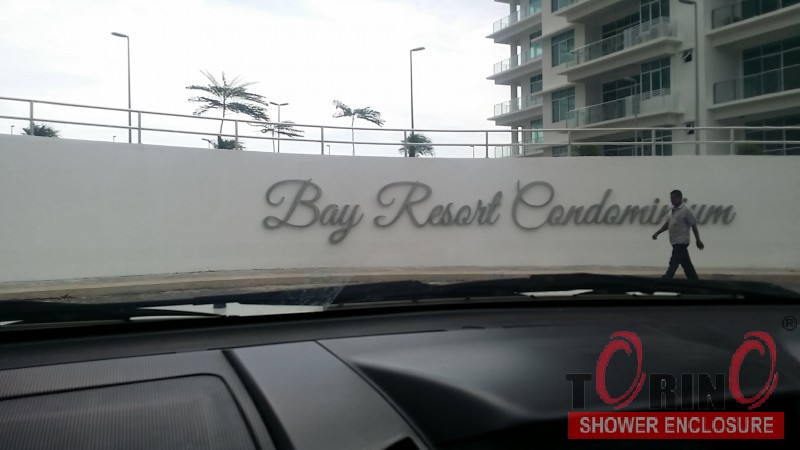 Bay Resort Condominium
TORINO ®
SHOWER ENCLOSURE